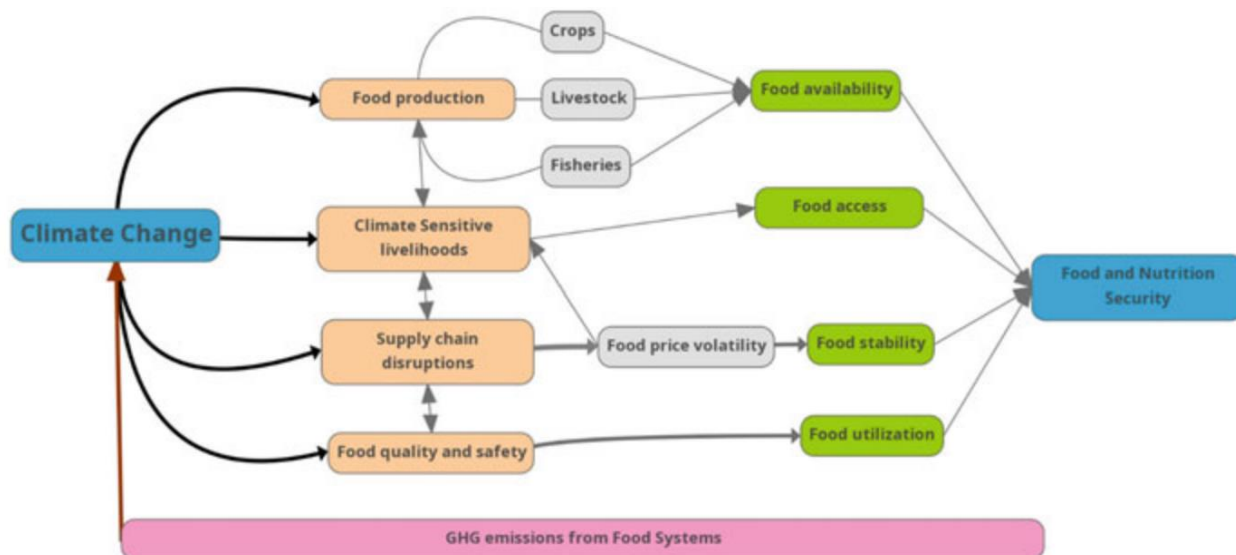 Crops
Food production
Livestock
Food availability
Fisheries
Climate Change
Climate Sensitive
livelihoods
Food access
Food and Nutrition
Security
Supply chain
disruptions
Food price volatility
Food stability
Food quality and safety
Food utilization
GHG emissions from Food Systems